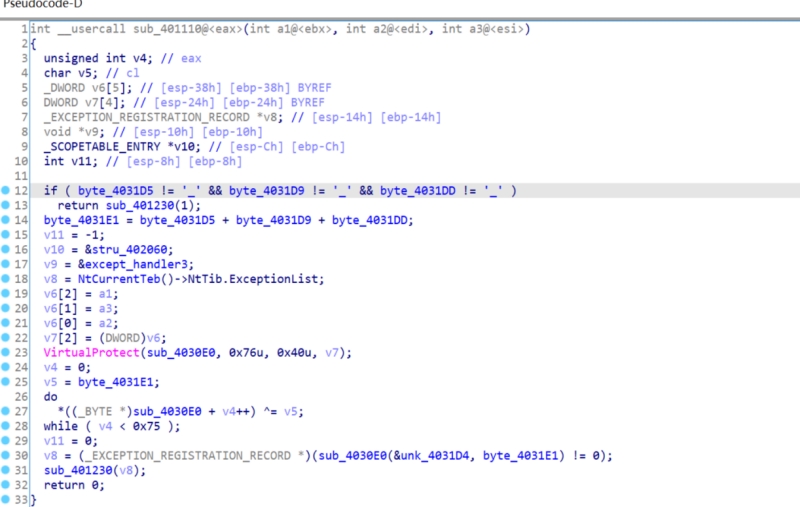 Pseudocode-D
1 int __usercall sub_401110@<eax>(int a1@<ebx>, int a2@<edi>, int a3@<esi>)
2 {
3 unsigned int v4; // eax
4 char v5; // cl
5 _DWORD v6[5]; // [esp-38h] [ebp-38h] BYREF
6 DWORD v7[4]; // [esp-24h] [ebp-24h] BYREF
7 _EXCEPTION_REGISTRATION_RECORD *v8; // [esp-14h] [ebp-14h]
8 void *v9; // [esp-10h] [ebp-10h]
9 _SCOPETABLE_ENTRY *v10; // [esp-Ch] [ebp-Ch]
10 int v11; // [esp-8h] [ebp-8h]
11
12 if ( byte_4031D5 != '_' && byte_4031D9 != '_' && byte_4031DD != '_' )
13 return sub_401230(1);
14 byte_4031E1 = byte_4031D5 + byte_4031D9 + byte_4031DD;
15 v11 = -1;
16 v10 = &stru_402060;
17 v9 = &except_handler3;
18 v8 = NtCurrentTeb()->NtTib.ExceptionList;
19 v6[2] = a1;
20 v6[1] = a3;
21 v6[0] = a2;
22 v7[2] = (DWORD)v6;
23 VirtualProtect(sub_4030E0, 0x76u, 0x40u, v7);
24 v4 = 0;
25 v5 = byte_4031E1;
26 do
27 *((_BYTE *)sub_4030E0 + v4++) ^= v5;
28 while ( v4 < 0x75 );
29 v11 = 0;
30 v8 = (_EXCEPTION_REGISTRATION_RECORD *)(sub_4030E0(&unk_4031D4, byte_4031E1) != 0);
31 sub_401230(v8);
32 return 0;
33 }